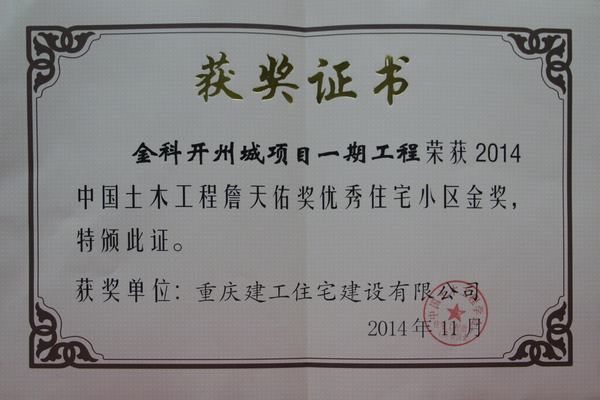 获奖证书
金科开州城项目一期工程荣获2014
中国土木工程詹天佑奖优秀住宅小区金奖，
特颁此证。
获奖单位：重庆建工住宅建设有限公司
2014年11月